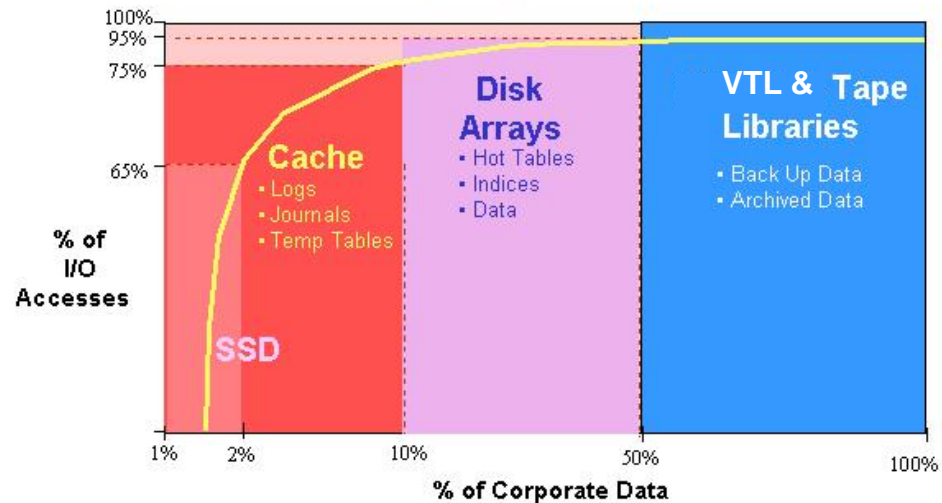 100%
95%
75%
65%
% of
I/O
Accesses
SSD
Cache
▪ Logs
▪ Journals
▪ Temp Tables
Disk
Arrays
▪ Hot Tables
▪ Indices
▪ Data
VTL & Tape
Libraries
▪ Back Up Data
▪ Archived Data
1% 2% 10% 50% 100%
% of Corporate Data